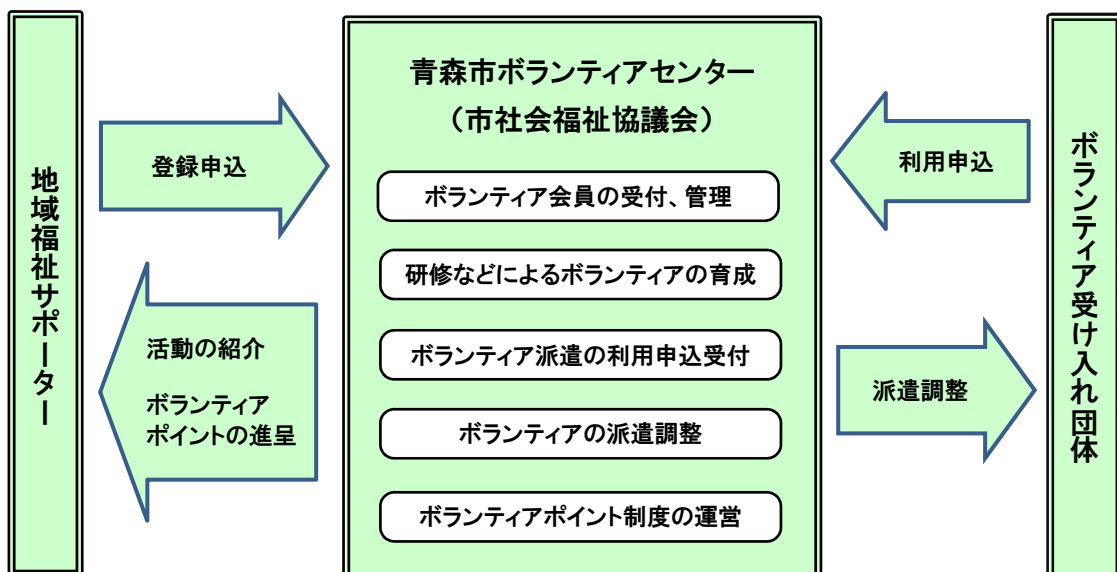 地域福祉サポーター
登録申込
活動の紹介
ボランティア
ポイントの進呈
青森市ボランティアセンター
（市社会福祉協議会）
ボランティア会員の受付、管理
研修などによるボランティアの育成
ボランティア派遣の利用申込受付
ボランティアの派遣調整
ボランティアポイント制度の運営
利用申込
派遣調整
ボランティア受け入れ団体